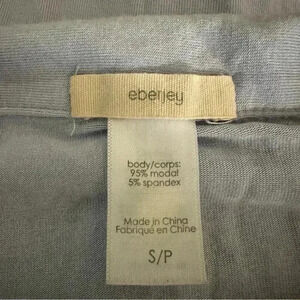 eberjey
body/corps:
95% modal
5% spandex
Made in China
Fabriqué en Chine
S/P